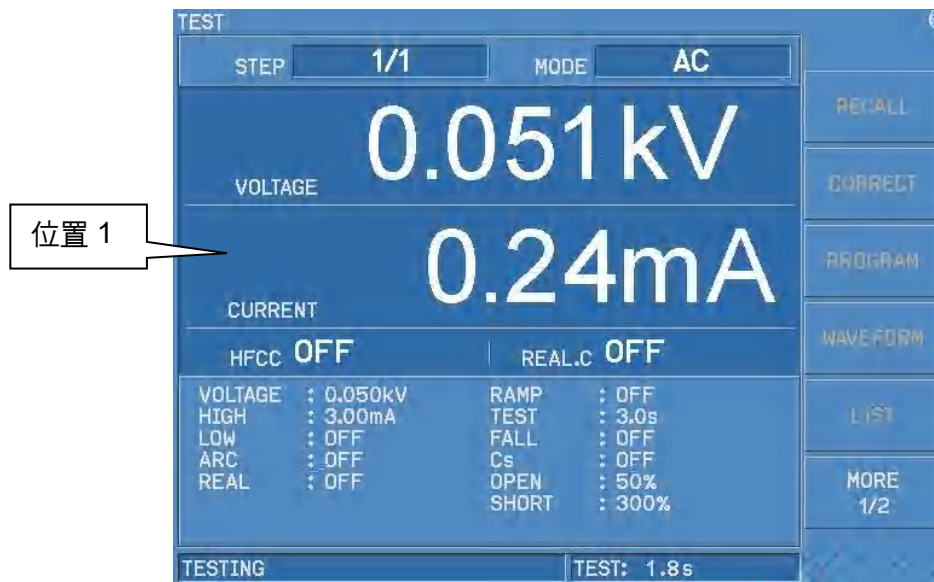 TEST
STEP 1/1 MODE AC
VOLTAGE 0.051kV
位置 1
CURRENT 0.24mA
HFCC OFF REAL.C OFF
VOLTAGE : 0.050kV RAMP : OFF
HIGH : 3.00mA TEST : 3.0s
LOW : OFF FALL : OFF
ARC : OFF Cs : OFF
REAL : OFF OPEN : 50%
SHORT : 300%
TESTING TEST: 1.8s
RECALL
CORRECT
PROGRAM
WAVEFORM
LIST
MORE
1/2